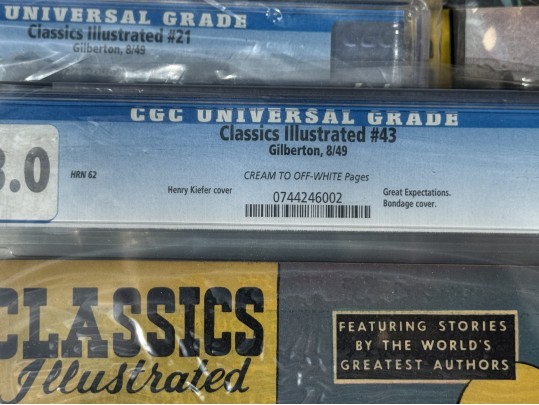 UNIVERSAL GRADE
Classics Illustrated #21
Gilberton, 8/49
CGC
CGC UNIVERSAL GRADE
Classics Illustrated #43
Gilberton, 8/49
.0
HRN 62
CREAM TO OFF-WHITE Pages
Henry Kiefer cover
0744246002
Great Expectations.
Bondage cover.
CLASSICS
Illustrated
FEATURING STORIES
BY THE WORLD'S
GREATEST AUTHORS